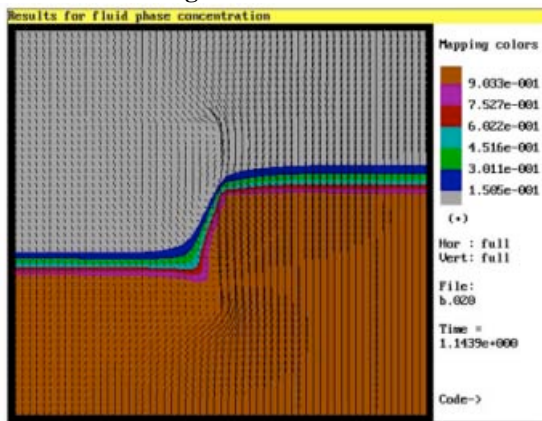 Results for fluid phase concentration
Mapping colors
9.033e-001
7.527e-001
6.022e-001
4.516e-001
3.011e-001
1.505e-001
(+)
Hor : full
Vert: full
File:
b.020
Time =
1.1439e+000
Code->